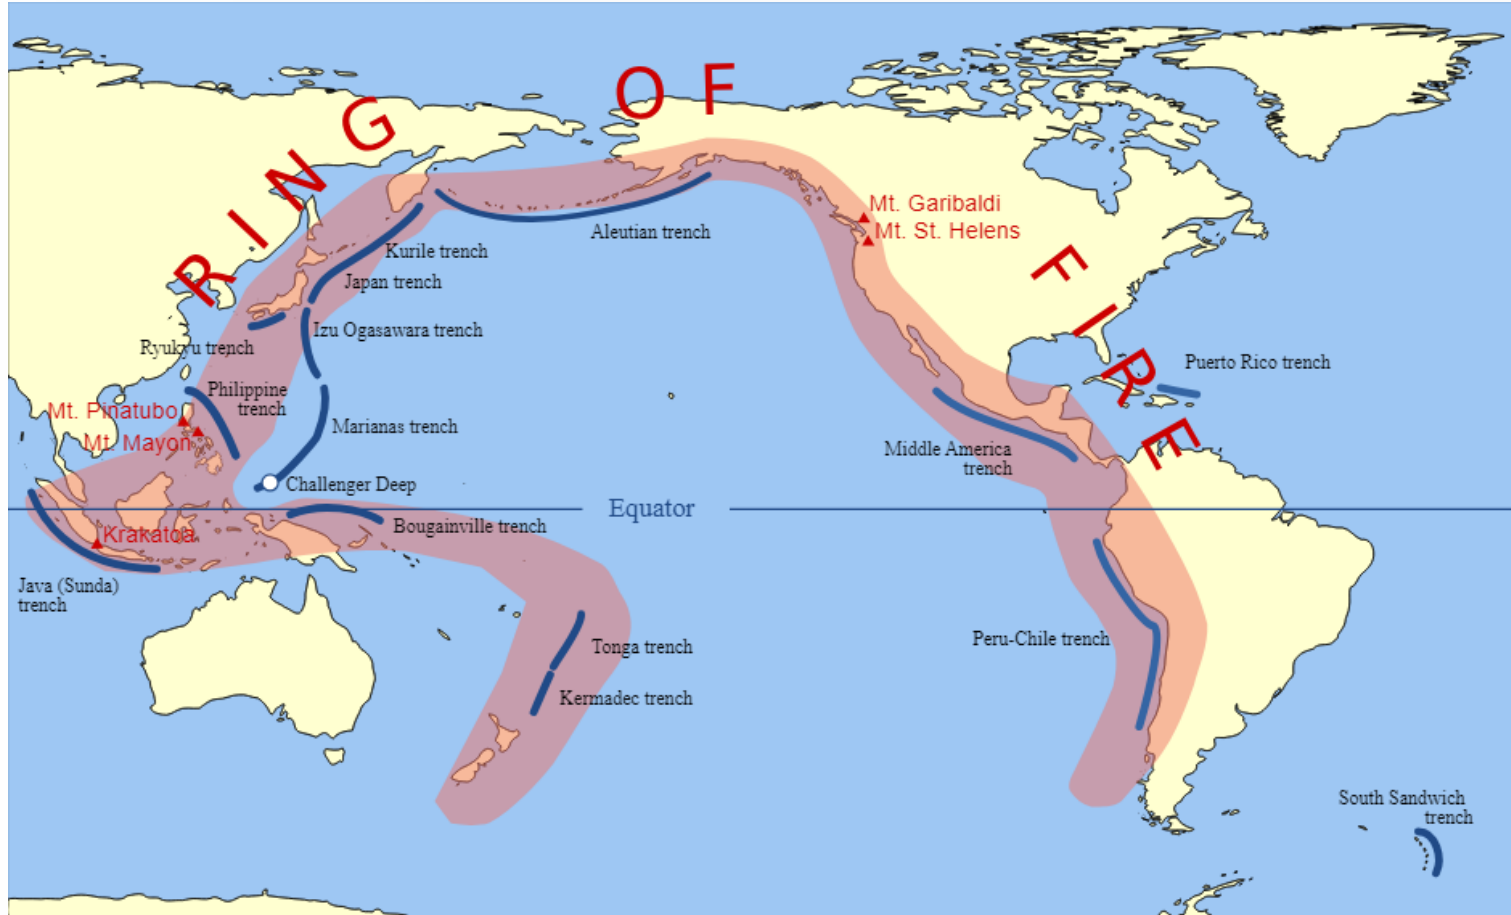 RING OF FIRE
Mt. Garibaldi
Mt. St. Helens
Aleutian trench
Kurile trench
Japan trench
Izu Ogasawara trench
Ryukyu trench
Puerto Rico trench
Philippine
trench
Mt. Pinatubo
Mt. Mayon
Marianas trench
Middle America
trench
Challenger Deep
Equator
Bougainville trench
Krakatoa
Java (Sunda)
trench
Tonga trench
Peru-Chile trench
Kermadec trench
South Sandwich
trench